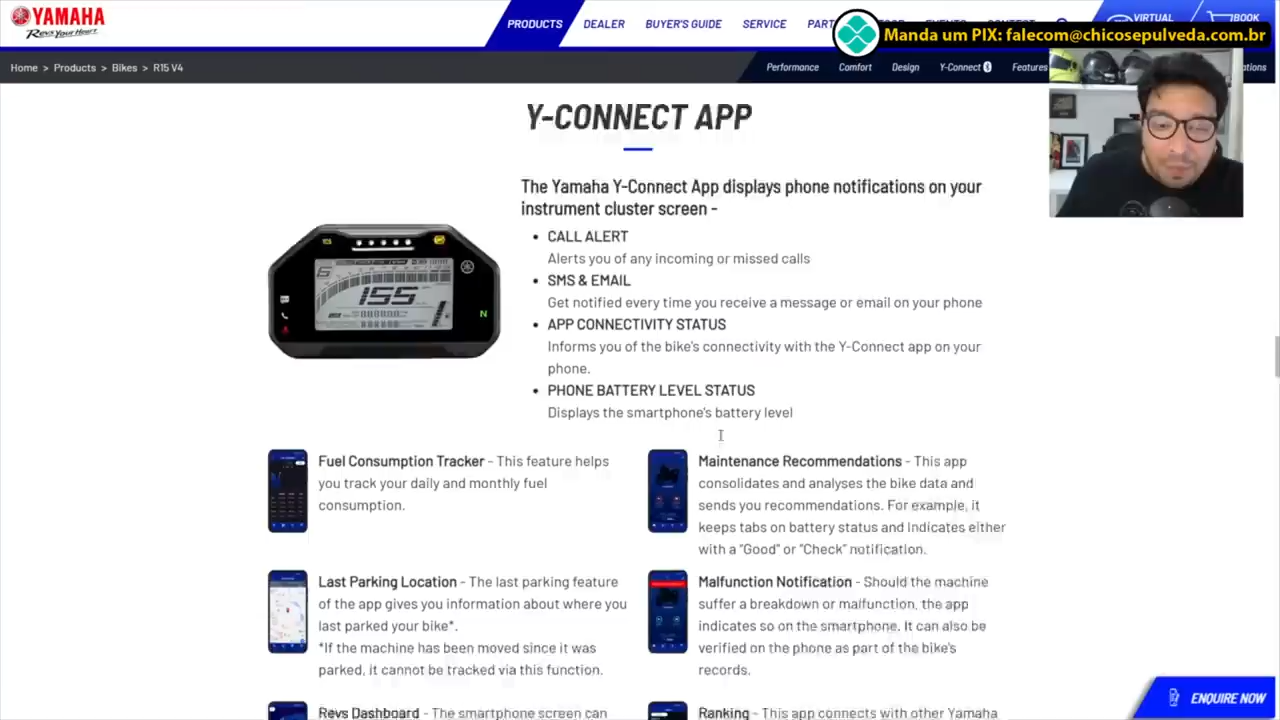 YAMAHA
Revs Your Heart
PRODUCTS
DEALER
BUYER'S GUIDE
SERVICE
Manda um PIX: falecom@chicosepulveda.com.br
Home > Products > Bikes > R15 V4
Performance
Comfort
Design
Y-Connect
Features
Y-CONNECT APP
The Yamaha Y-Connect App displays phone notifications on your
instrument cluster screen -
• CALL ALERT
Alerts you of any incoming or missed calls
• SMS & EMAIL
Get notified every time you receive a message or email on your phone
• APP CONNECTIVITY STATUS
Informs you of the bike's connectivity with the Y-Connect app on your
phone.
• PHONE BATTERY LEVEL STATUS
Displays the smartphone's battery level
155
N
Fuel Consumption Tracker - This feature helps
you track your daily and monthly fuel
consumption.
Maintenance Recommendations - This app
consolidates and analyses the bike data and
sends you recommendations. For example, it
keeps tabs on battery status and indicates either
with a "Good" or "Check" notification.
Last Parking Location - The last parking feature
of the app gives you information about where you
last parked your bike*.
*If the machine has been moved since it was
parked, it cannot be tracked via this function.
Malfunction Notification - Should the machine
suffer a breakdown or malfunction, the app
indicates so on the smartphone. It can also be
verified on the phone as part of the bike's
records.
Revs Dashboard - The smartphone screen can
Ranking - This app connects with other Yamaha
ENQUIRE NOW